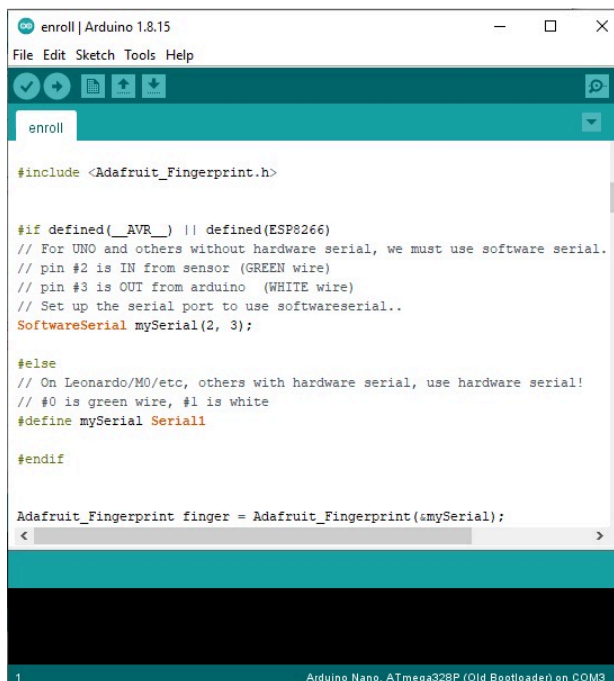 enroll | Arduino 1.8.15
File Edit Sketch Tools Help
enroll
#include <Adafruit_Fingerprint.h>
#if defined(__AVR__) || defined(ESP8266)
// For UNO and others without hardware serial, we must use software serial.
// pin #2 is IN from sensor (GREEN wire)
// pin #3 is OUT from arduino  (WHITE wire)
// Set up the serial port to use softwareserial..
SoftwareSerial mySerial(2, 3);
#else
// On Leonardo/M0/etc, others with hardware serial, use hardware serial!
// #0 is green wire, #1 is white
#define mySerial Serial1
#endif
Adafruit_Fingerprint finger = Adafruit_Fingerprint(&mySerial);
1 Arduino Nano, ATmega328P (Old Bootloader) on COM3